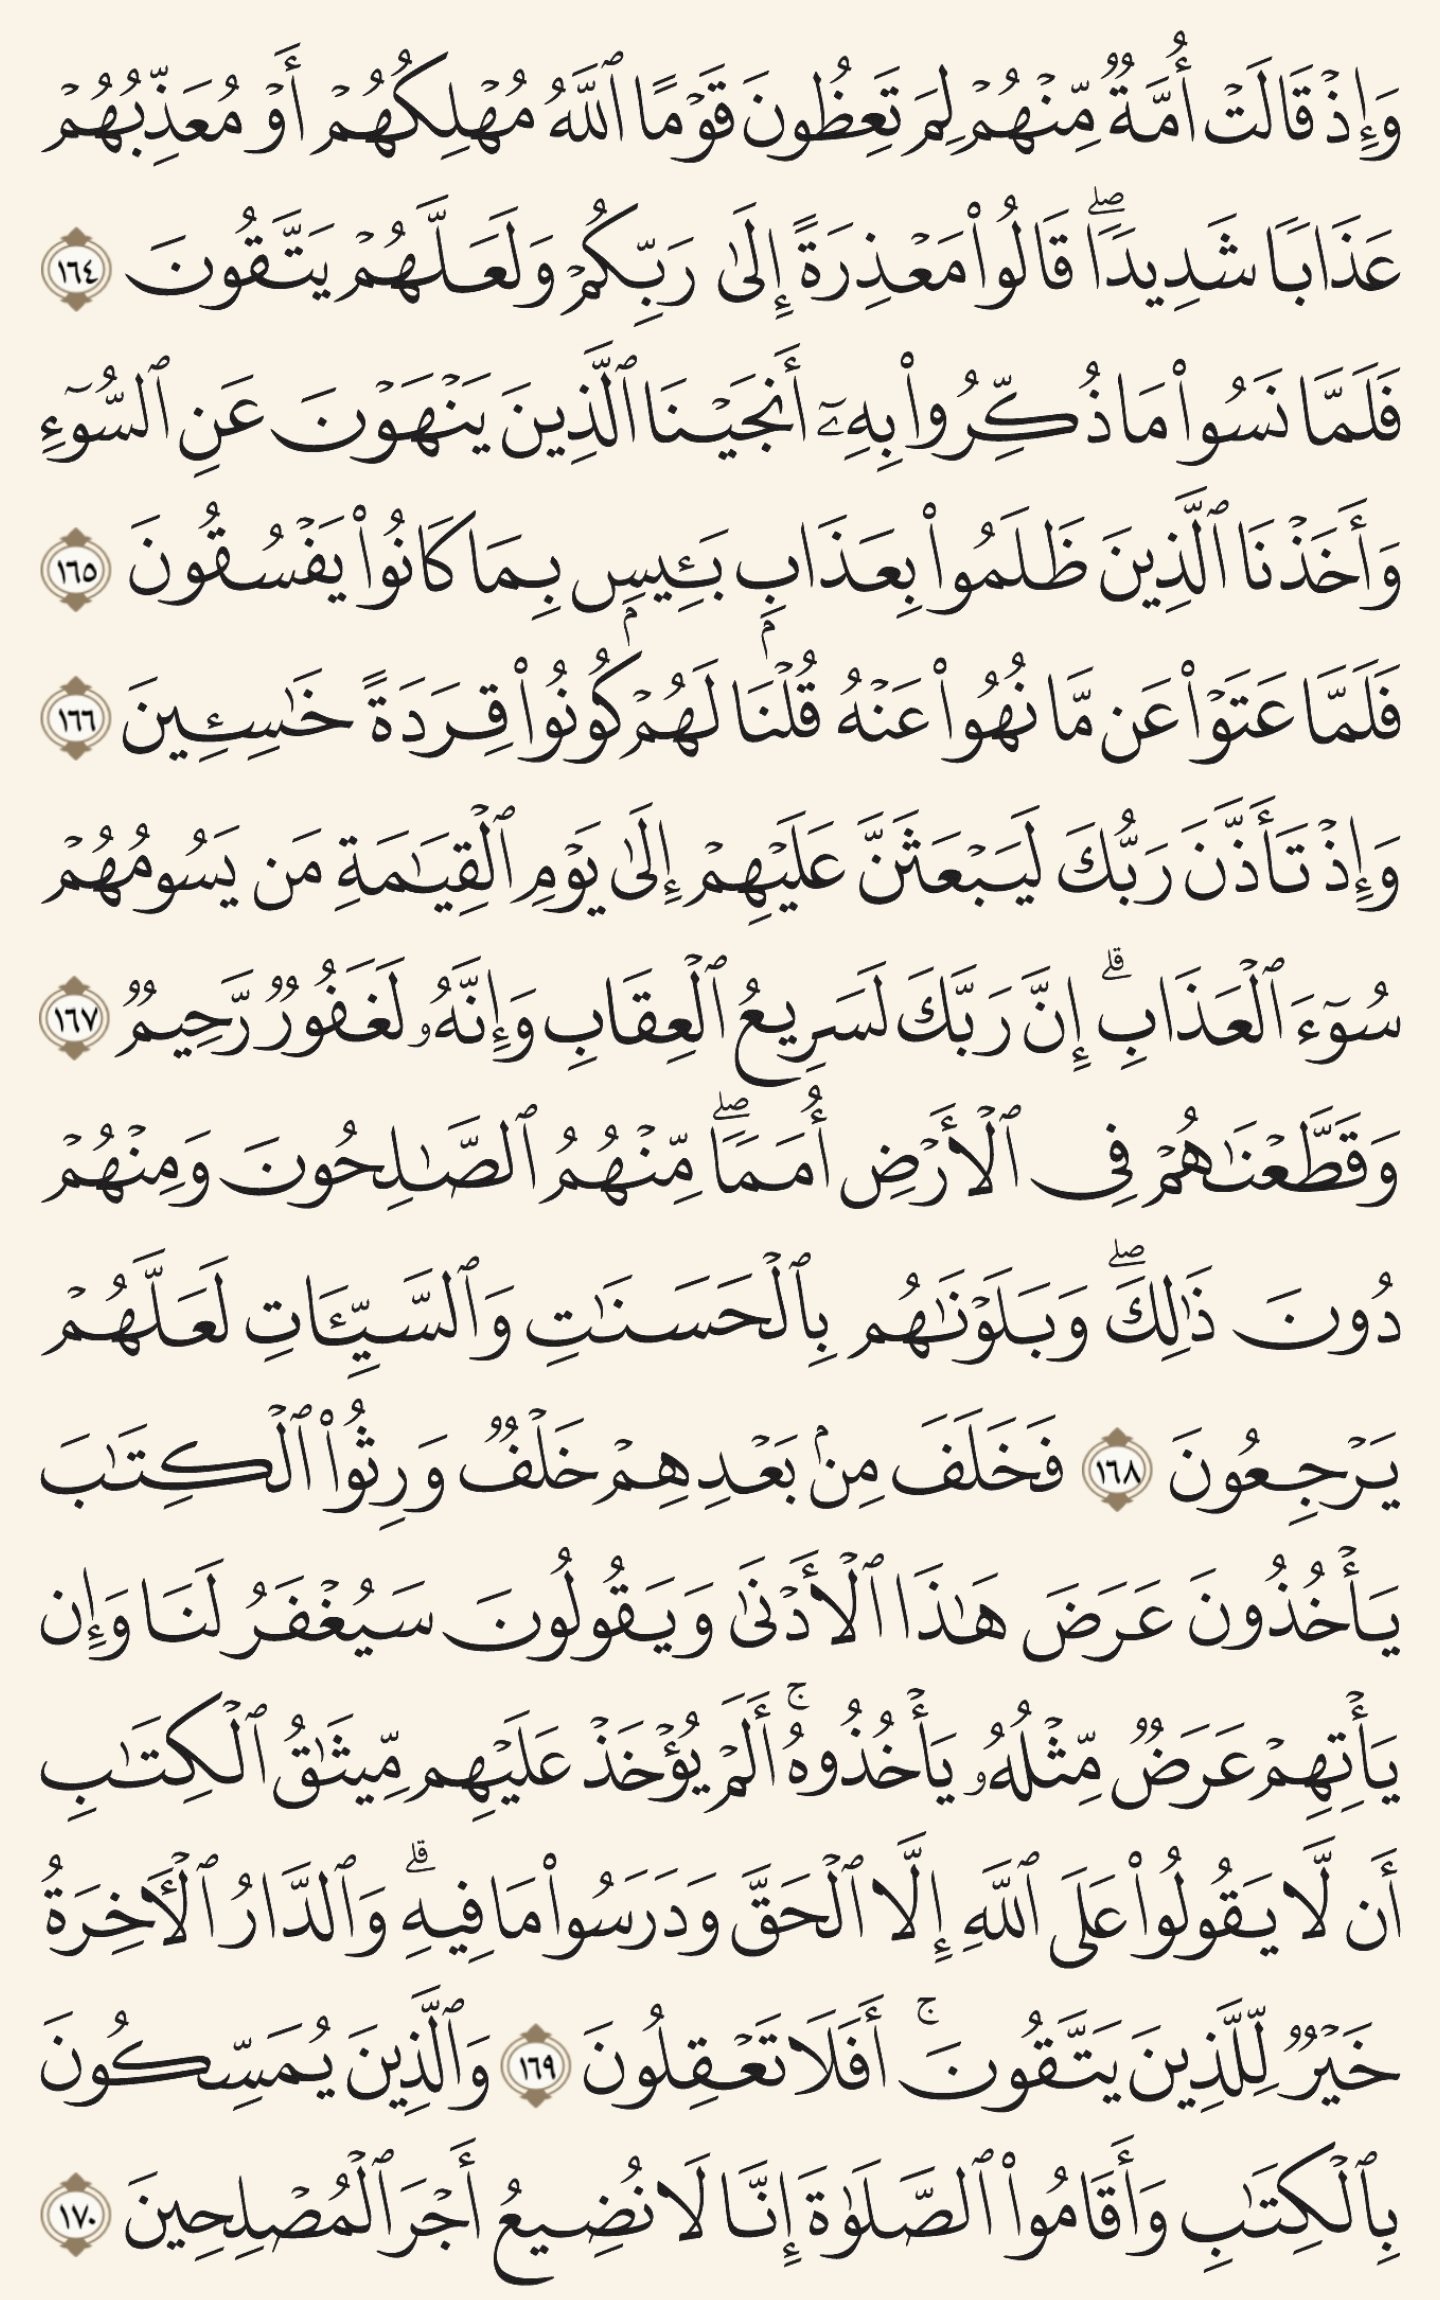 وَإِذۡ قَالَتۡ أُمَّةٞ مِّنۡهُمۡ لِمَ تَعِظُونَ قَوۡمًا ٱللَّهُ مُهۡلِكُهُمۡ أَوۡ مُعَذِّبُهُمۡ
عَذَابٗا شَدِيدٗاۖ قَالُواْ مَعۡذِرَةً إِلَىٰ رَبِّكُمۡ وَلَعَلَّهُمۡ يَتَّقُونَ ١٦٤
فَلَمَّا نَسُواْ مَا ذُكِّرُواْ بِهِۦٓ أَنجَيۡنَا ٱلَّذِينَ يَنۡهَوۡنَ عَنِ ٱلسُّوٓءِ
وَأَخَذۡنَا ٱلَّذِينَ ظَلَمُواْ بِعَذَابِۭ بَـِٔيسِۭ بِمَا كَانُواْ يَفۡسُقُونَ ١٦٥
فَلَمَّا عَتَوۡاْ عَن مَّا نُهُواْ عَنۡهُ قُلۡنَا لَهُمۡ كُونُواْ قِرَدَةً خَٰسِـِٔينَ ١٦٦
وَإِذۡ تَأَذَّنَ رَبُّكَ لَيَبۡعَثَنَّ عَلَيۡهِمۡ إِلَىٰ يَوۡمِ ٱلۡقِيَٰمَةِ مَن يَسُومُهُمۡ
سُوٓءَ ٱلۡعَذَابِۗ إِنَّ رَبَّكَ لَسَرِيعُ ٱلۡعِقَابِ وَإِنَّهُۥ لَغَفُورٞ رَّحِيمٞ ١٦٧
وَقَطَّعۡنَٰهُمۡ فِي ٱلۡأَرۡضِ أُمَمٗاۖ مِّنۡهُمُ ٱلصَّٰلِحُونَ وَمِنۡهُمۡ
دُونَ ذَٰلِكَۖ وَبَلَوۡنَٰهُم بِٱلۡحَسَنَٰتِ وَٱلسَّيِّـَٔاتِ لَعَلَّهُمۡ
يَرۡجِعُونَ ١٦٨ فَخَلَفَ مِنۢ بَعۡدِهِمۡ خَلۡفٞ وَرِثُواْ ٱلۡكِتَٰبَ
يَأۡخُذُونَ عَرَضَ هَٰذَا ٱلۡأَدۡنَىٰ وَيَقُولُونَ سَيُغۡفَرُ لَنَا وَإِن
يَأۡتِهِمۡ عَرَضٞ مِّثۡلُهُۥ يَأۡخُذُوهُۚ أَلَمۡ يُؤۡخَذۡ عَلَيۡهِم مِّيثَٰقُ ٱلۡكِتَٰبِ
أَن لَّا يَقُولُواْ عَلَى ٱللَّهِ إِلَّا ٱلۡحَقَّ وَدَرَسُواْ مَا فِيهِۗ وَٱلدَّارُ ٱلۡأٓخِرَةُ
خَيۡرٞ لِّلَّذِينَ يَتَّقُونَۚ أَفَلَا تَعۡقِلُونَ ١٦٩ وَٱلَّذِينَ يُمَسِّكُونَ
بِٱلۡكِتَٰبِ وَأَقَامُواْ ٱلصَّلَوٰةَ إِنَّا لَا نُضِيعُ أَجۡرَ ٱلۡمُصۡلِحِينَ ١٧٠